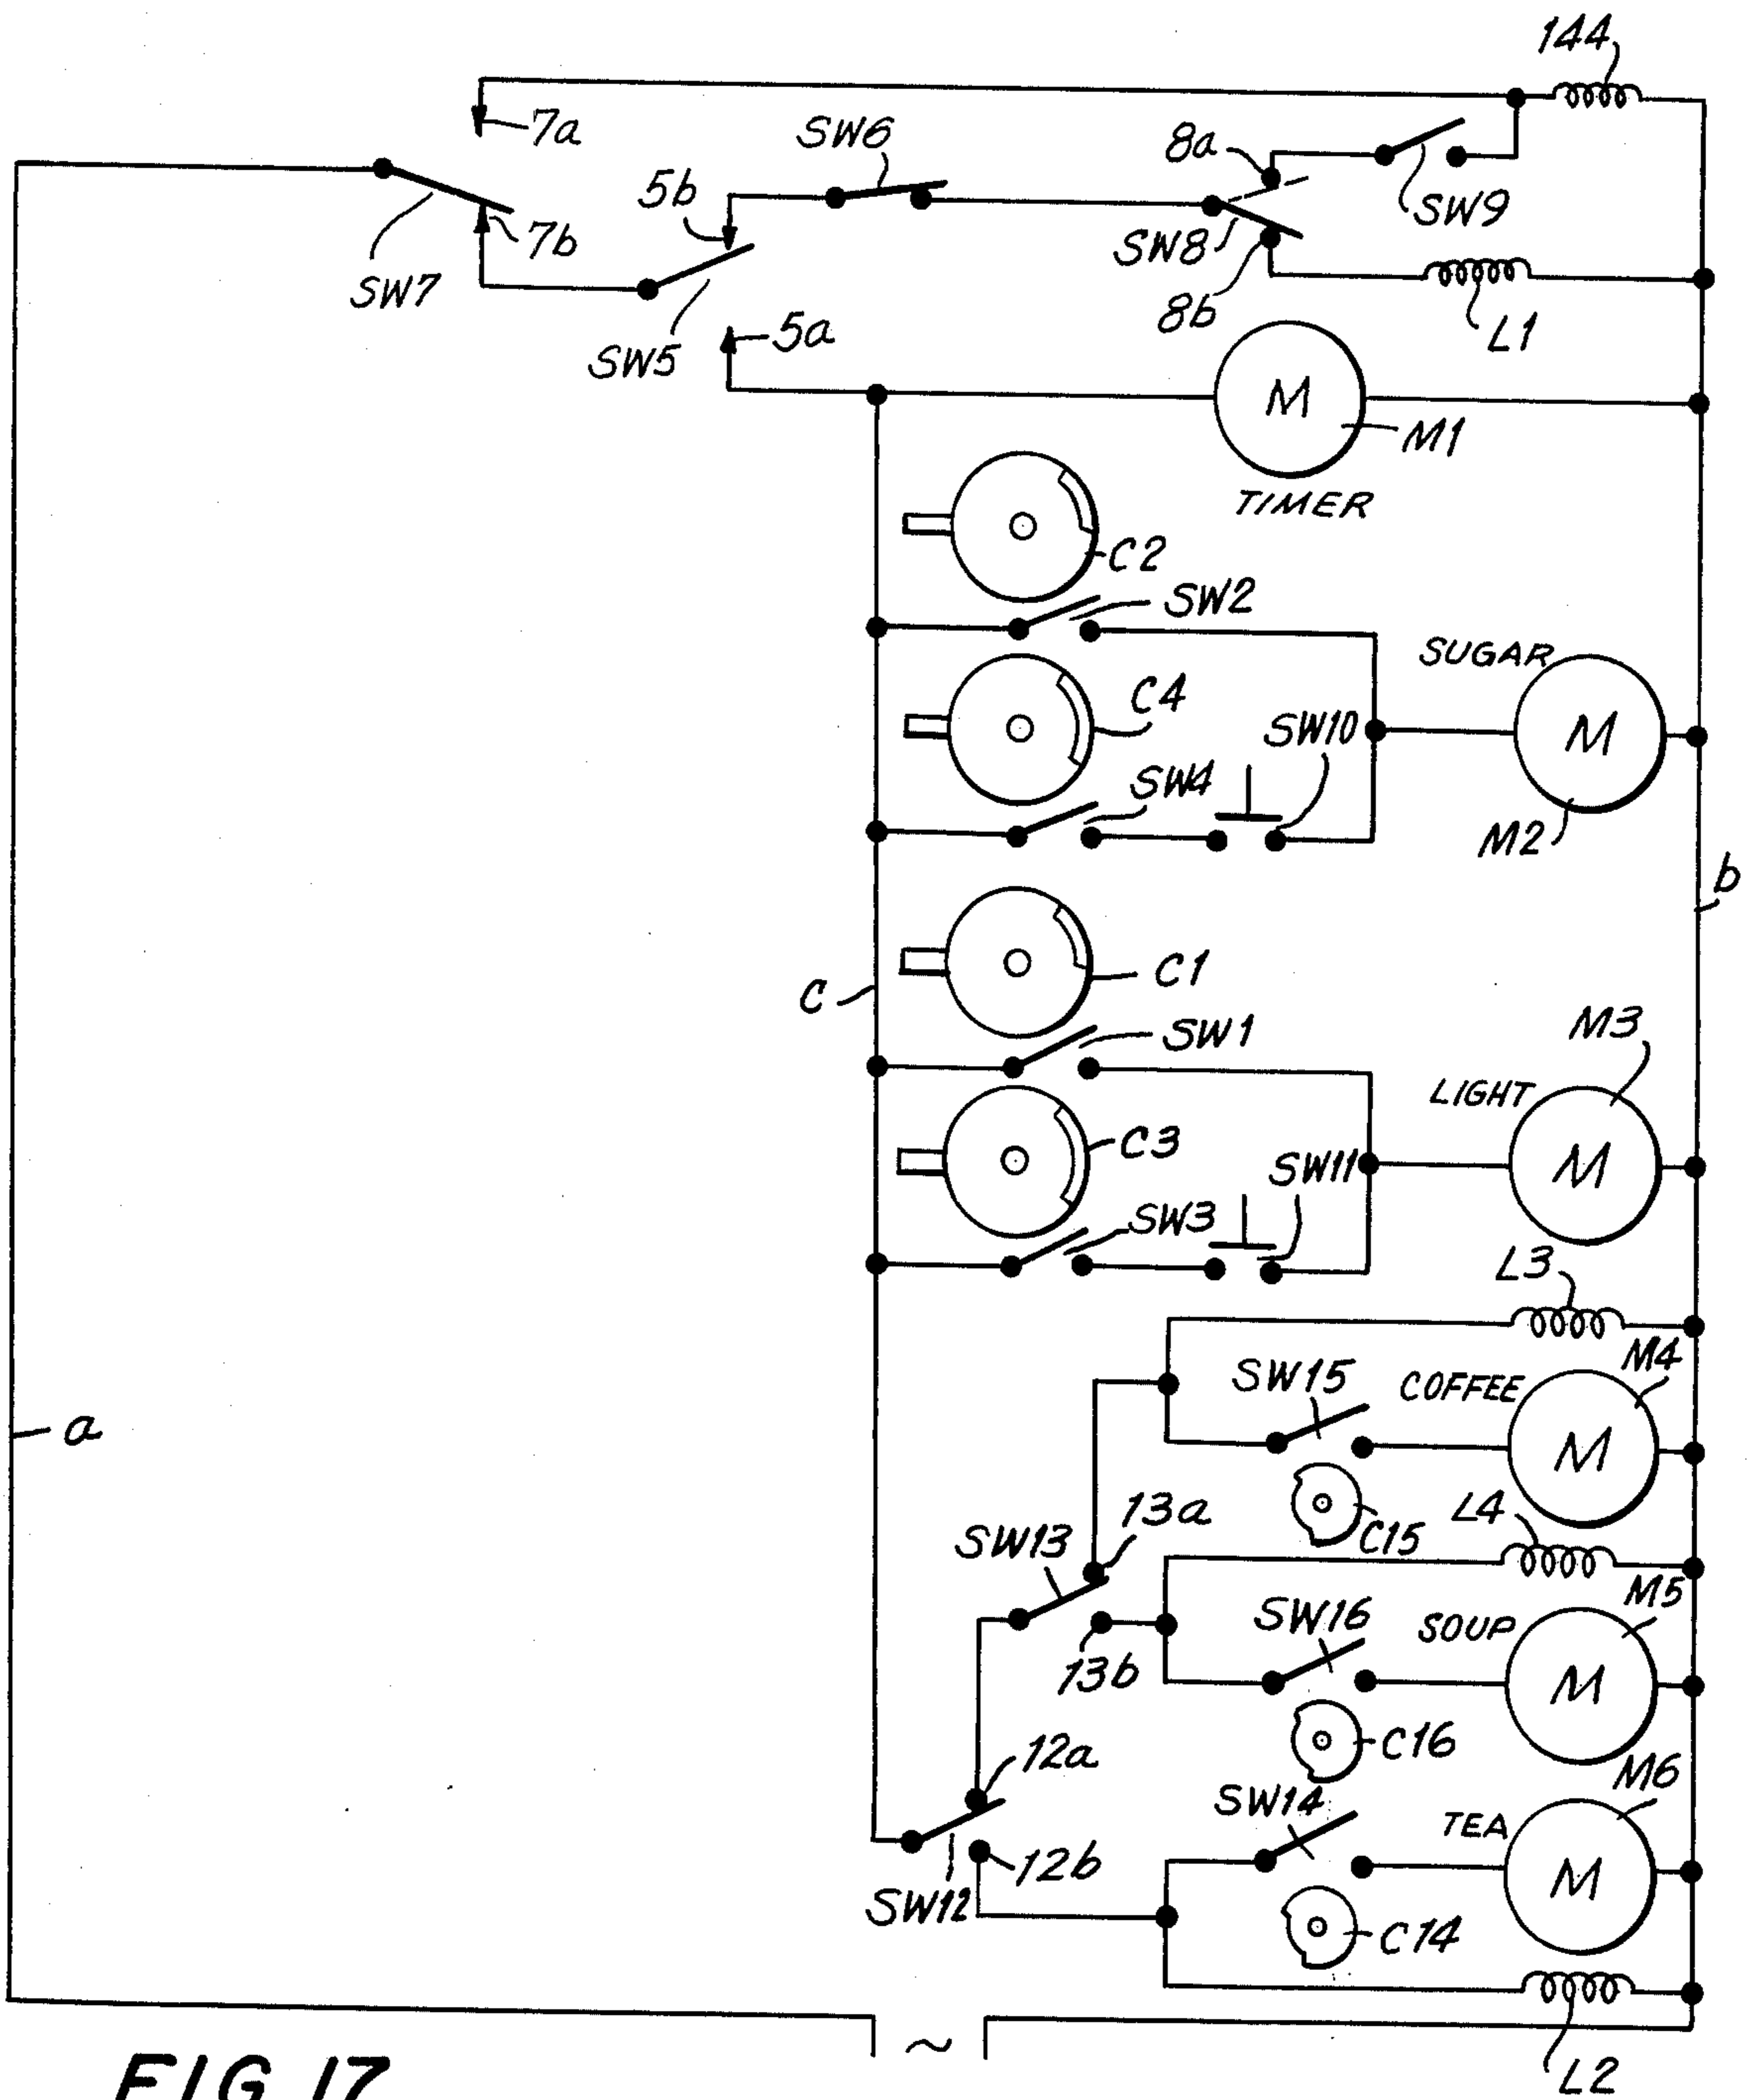 144
7a
SW6
8a
5b
SW9
7b
SW8
SW7
8b
5a
L1
SW5
M
M1
TIMER
C2
SW2
SUGAR
C4
SW10
M
SW4
M2
b
C1
c
SW1
M3
LIGHT
C3
SW11
M
SW3
L3
M4
SW15
COFFEE
a
M
13a
L4
C15
SW13
M5
SW16
SOUP
13b
M
12a
C16
M6
SW14
TEA
12b
M
SW12
C14
~
L2
FIG. 17